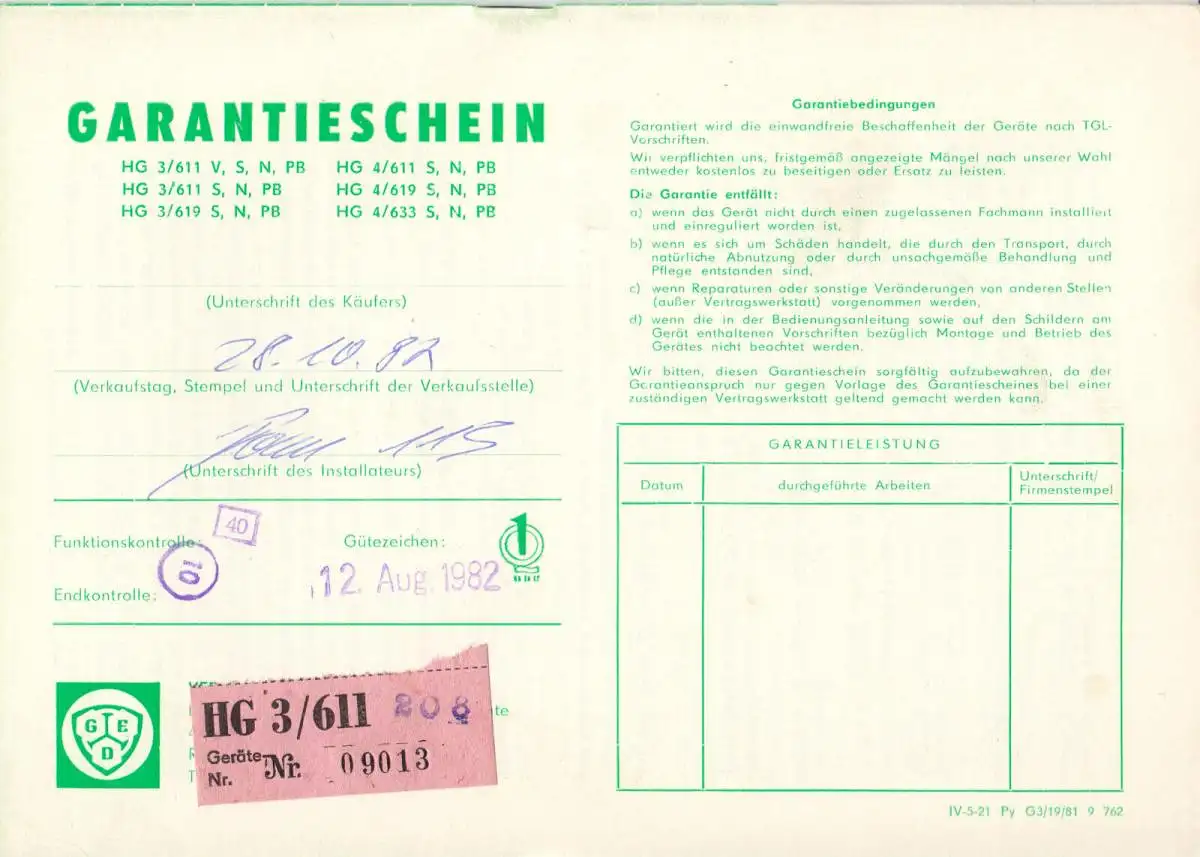 GARANTIESCHEIN
HG 3/611 V, S, N, PB
HG 3/611 S, N, PB
HG 3/619 S, N, PB
HG 4/611 S, N, PB
HG 4/619 S, N, PB
HG 4/633 S, N, PB
(Unterschrift des Käufers)
28.10.82
(Verkaufstag, Stempel und Unterschrift der Verkaufsstelle)
115
(Unterschrift des Installateurs)
Funktionskontrolle:
40
Endkontrolle:
10
Gütezeichen:
1
12. Aug. 1982
GED
HG 3/611 208
Geräte-
Nr. Nr. 09013
te
Garantiebedingungen
Garantiert wird die einwandfreie Beschaffenheit der Geräte nach TGL-
Vorschriften.
Wir verpflichten uns, fristgemäß angezeigte Mängel nach unserer Wahl
entweder kostenlos zu beseitigen oder Ersatz zu leisten.
Die Garantie entfällt:
a) wenn das Gerät nicht durch einen zugelassenen Fachmann installiert
und einreguliert worden ist,
b) wenn es sich um Schäden handelt, die durch den Transport, durch
natürliche Abnutzung oder durch unsachgemäße Behandlung und
Pflege entstanden sind,
c) wenn Reparaturen oder sonstige Veränderungen von anderen Stellen
(außer Vertragswerkstatt) vorgenommen werden,
d) wenn die in der Bedienungsanleitung sowie auf den Schildern am
Gerät enthaltenen Vorschriften bezüglich Montage und Betrieb des
Gerätes nicht beachtet werden.
Wir bitten, diesen Garantieschein sorgfältig aufzubewahren, da der
Garantieanspruch nur gegen Vorlage des Garantiescheines bei einer
zuständigen Vertragswerkstatt geltend gemacht werden kann.
GARANTIELEISTUNG
Datum
durchgeführte Arbeiten
Unterschrift/
Firmenstempel
IV-5-21 Py G3/19/81 9 762